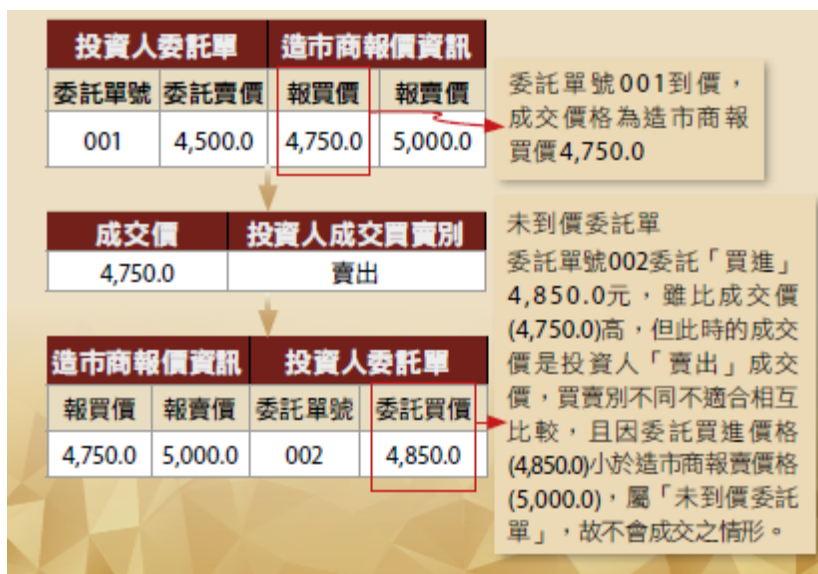 投資人委託單 造市商報價資訊
委託單號 委託賣價 報買價 報賣價
001 4,500.0 4,750.0 5,000.0
委託單號001到價，
成交價格為造市商報
買價4,750.0
成交價 投資人成交買賣別
4,750.0 賣出
造市商報價資訊 投資人委託單
報買價 報賣價 委託單號 委託買價
4,750.0 5,000.0 002 4,850.0
未到價委託單
委託單號002委託「買進」
4,850.0元，雖比成交價
(4,750.0)高，但此時的成交
價是投資人「賣出」成交
價，買賣別不同不適合相互
比較，且因委託買進價格
(4,850.0)小於造市商報賣價格
(5,000.0)，屬「未到價委託
單」，故不會成交之情形。